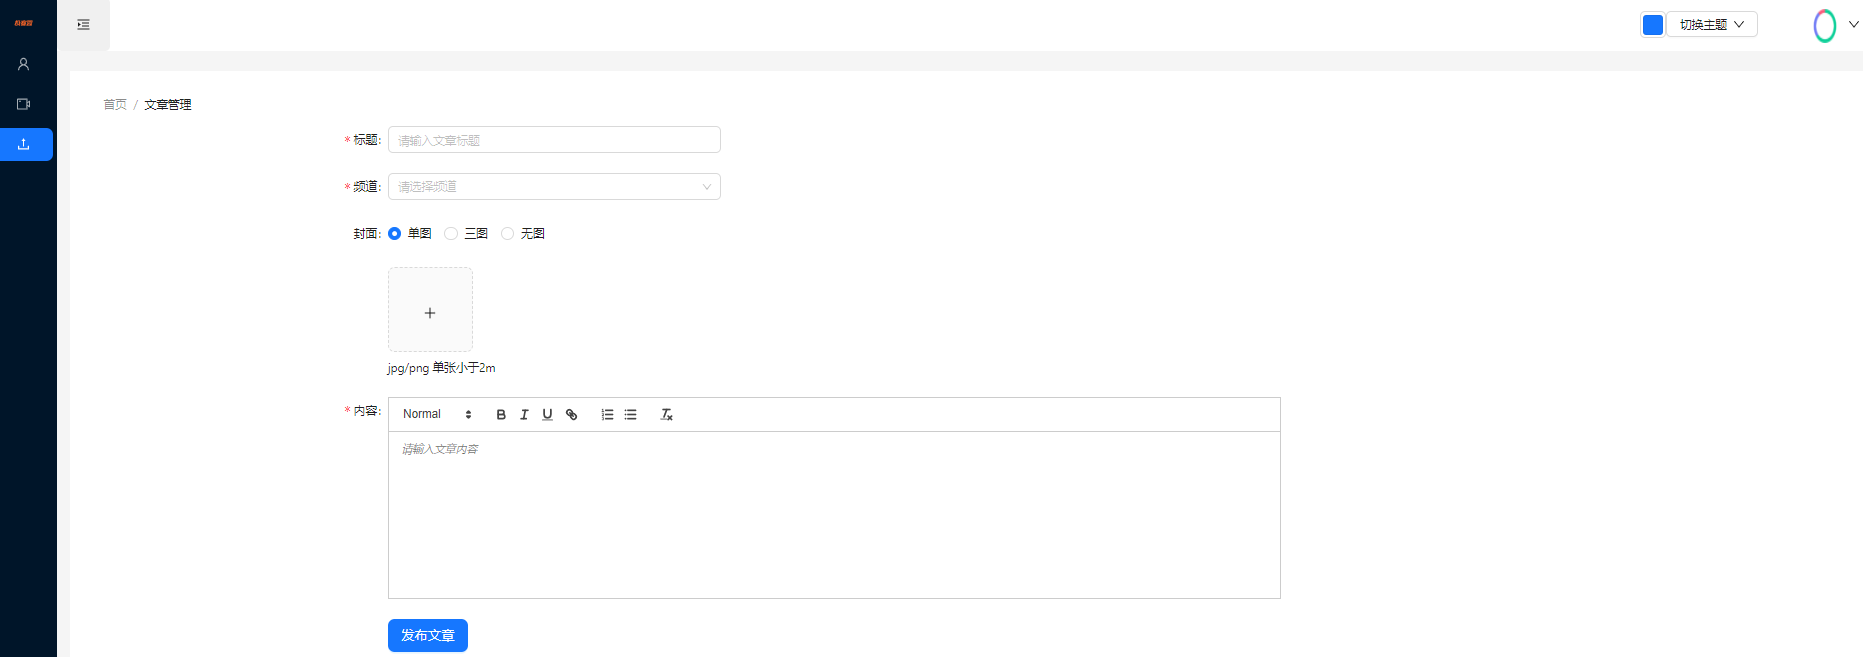 切换主题
首页 / 文章管理
* 标题: 请输入文章标题
* 频道: 请选择频道
封面: 单图 三图 无图
+
jpg/png 单张小于2m
* 内容: Normal B I U
请输入文章内容
发布文章